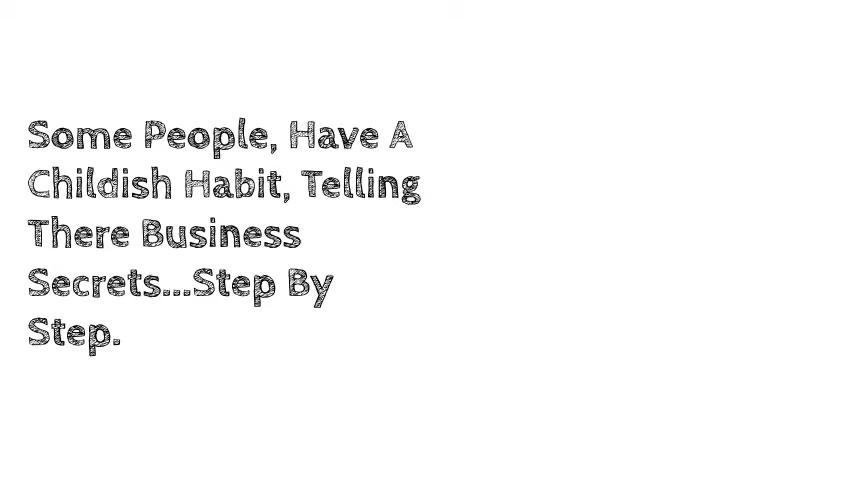 Some People, Have A
Childish Habit, Telling
There Business
Secrets...Step By
Step.